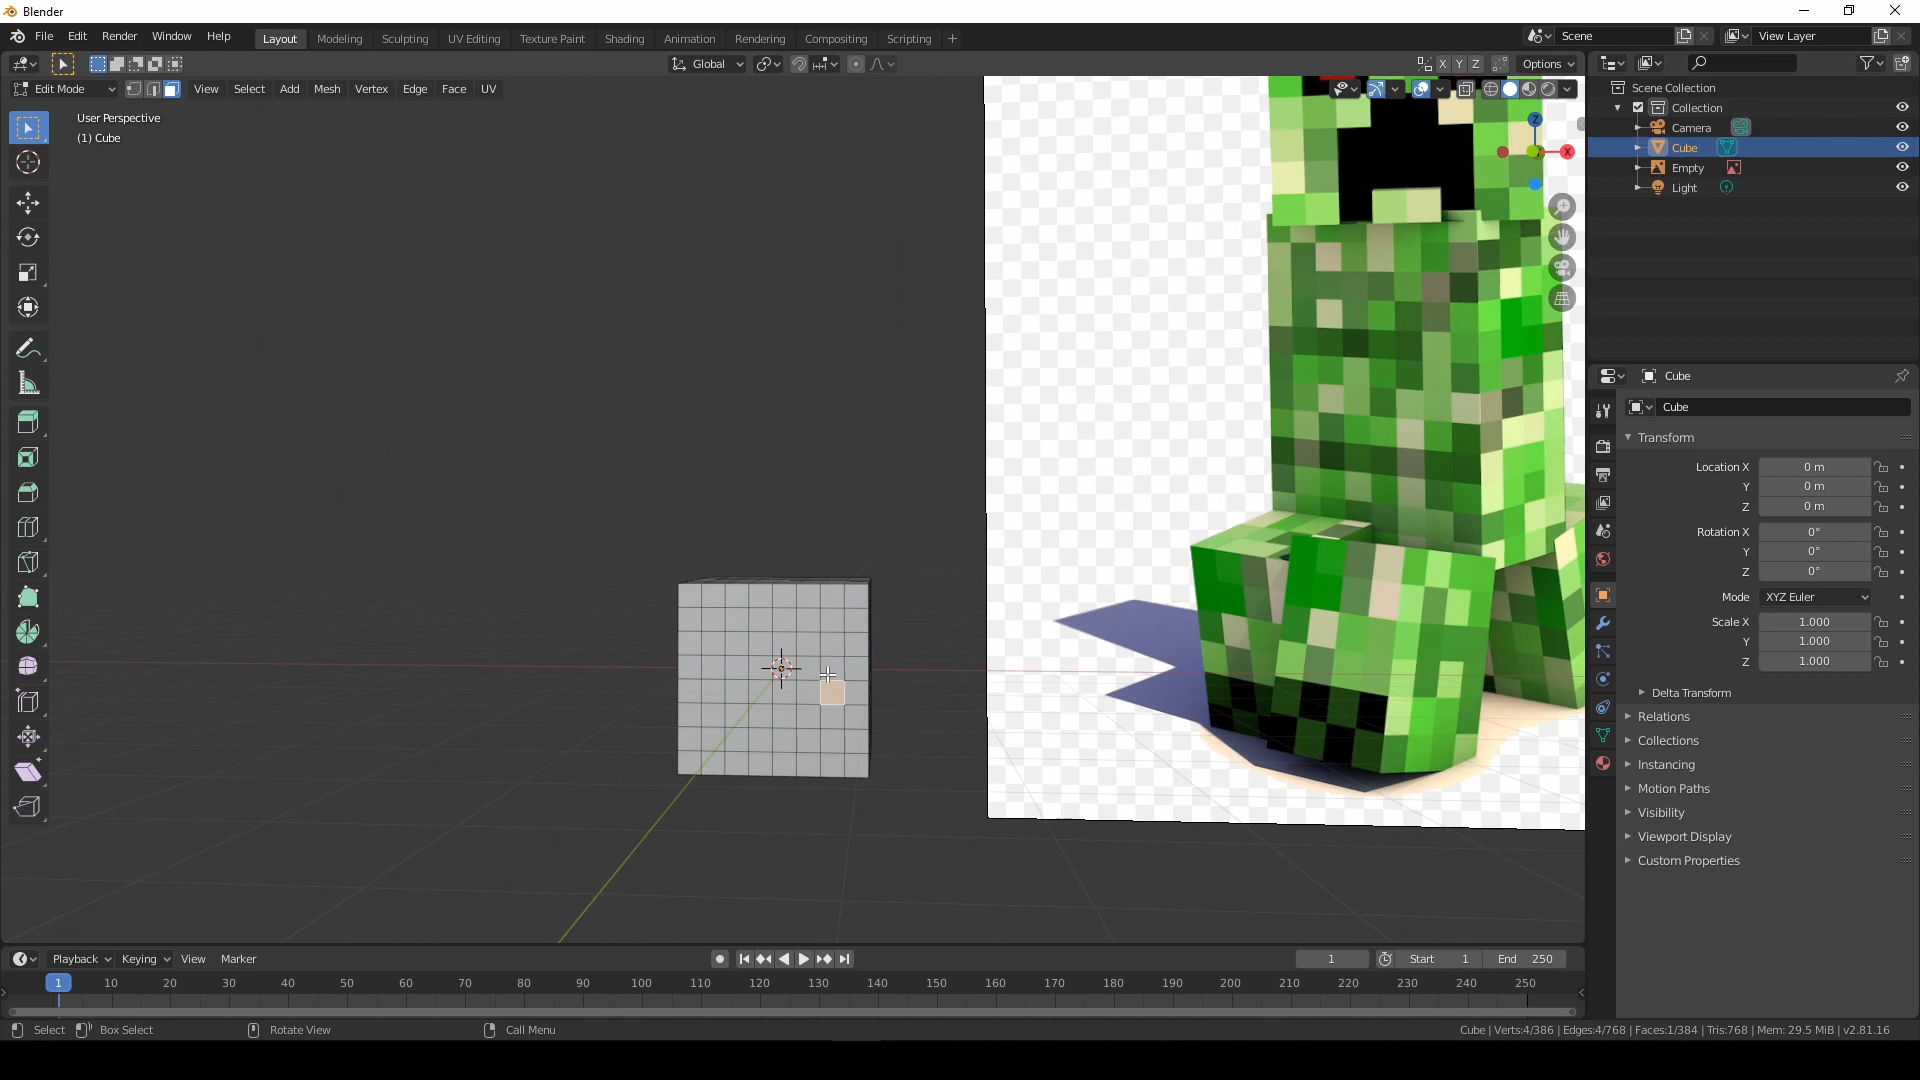 Blender
File Edit Render Window Help
Layout Modeling Sculpting UV Editing Texture Paint Shading Animation Rendering Compositing Scripting +
Scene
View Layer
Global
X Y Z
Options
Edit Mode
View Select Add Mesh Vertex Edge Face UV
User Perspective
(1) Cube
Z
X
Scene Collection
Collection
Camera
Cube
Empty
Light
Cube
Cube
Transform
Location X 0 m
Y 0 m
Z 0 m
Rotation X 0°
Y 0°
Z 0°
Mode XYZ Euler
Scale X 1.000
Y 1.000
Z 1.000
Delta Transform
Relations
Collections
Instancing
Motion Paths
Visibility
Viewport Display
Custom Properties
Playback Keying View Marker
1
Start 1
End 250
1 10 20 30 40 50 60 70 80 90 100 110 120 130 140 150 160 170 180 190 200 210 220 230 240 250
Select Box Select Rotate View Call Menu
Cube | Verts:4/386 | Edges:4/768 | Faces:1/384 | Tris:768 | Mem: 29.5 MiB | v2.81.16